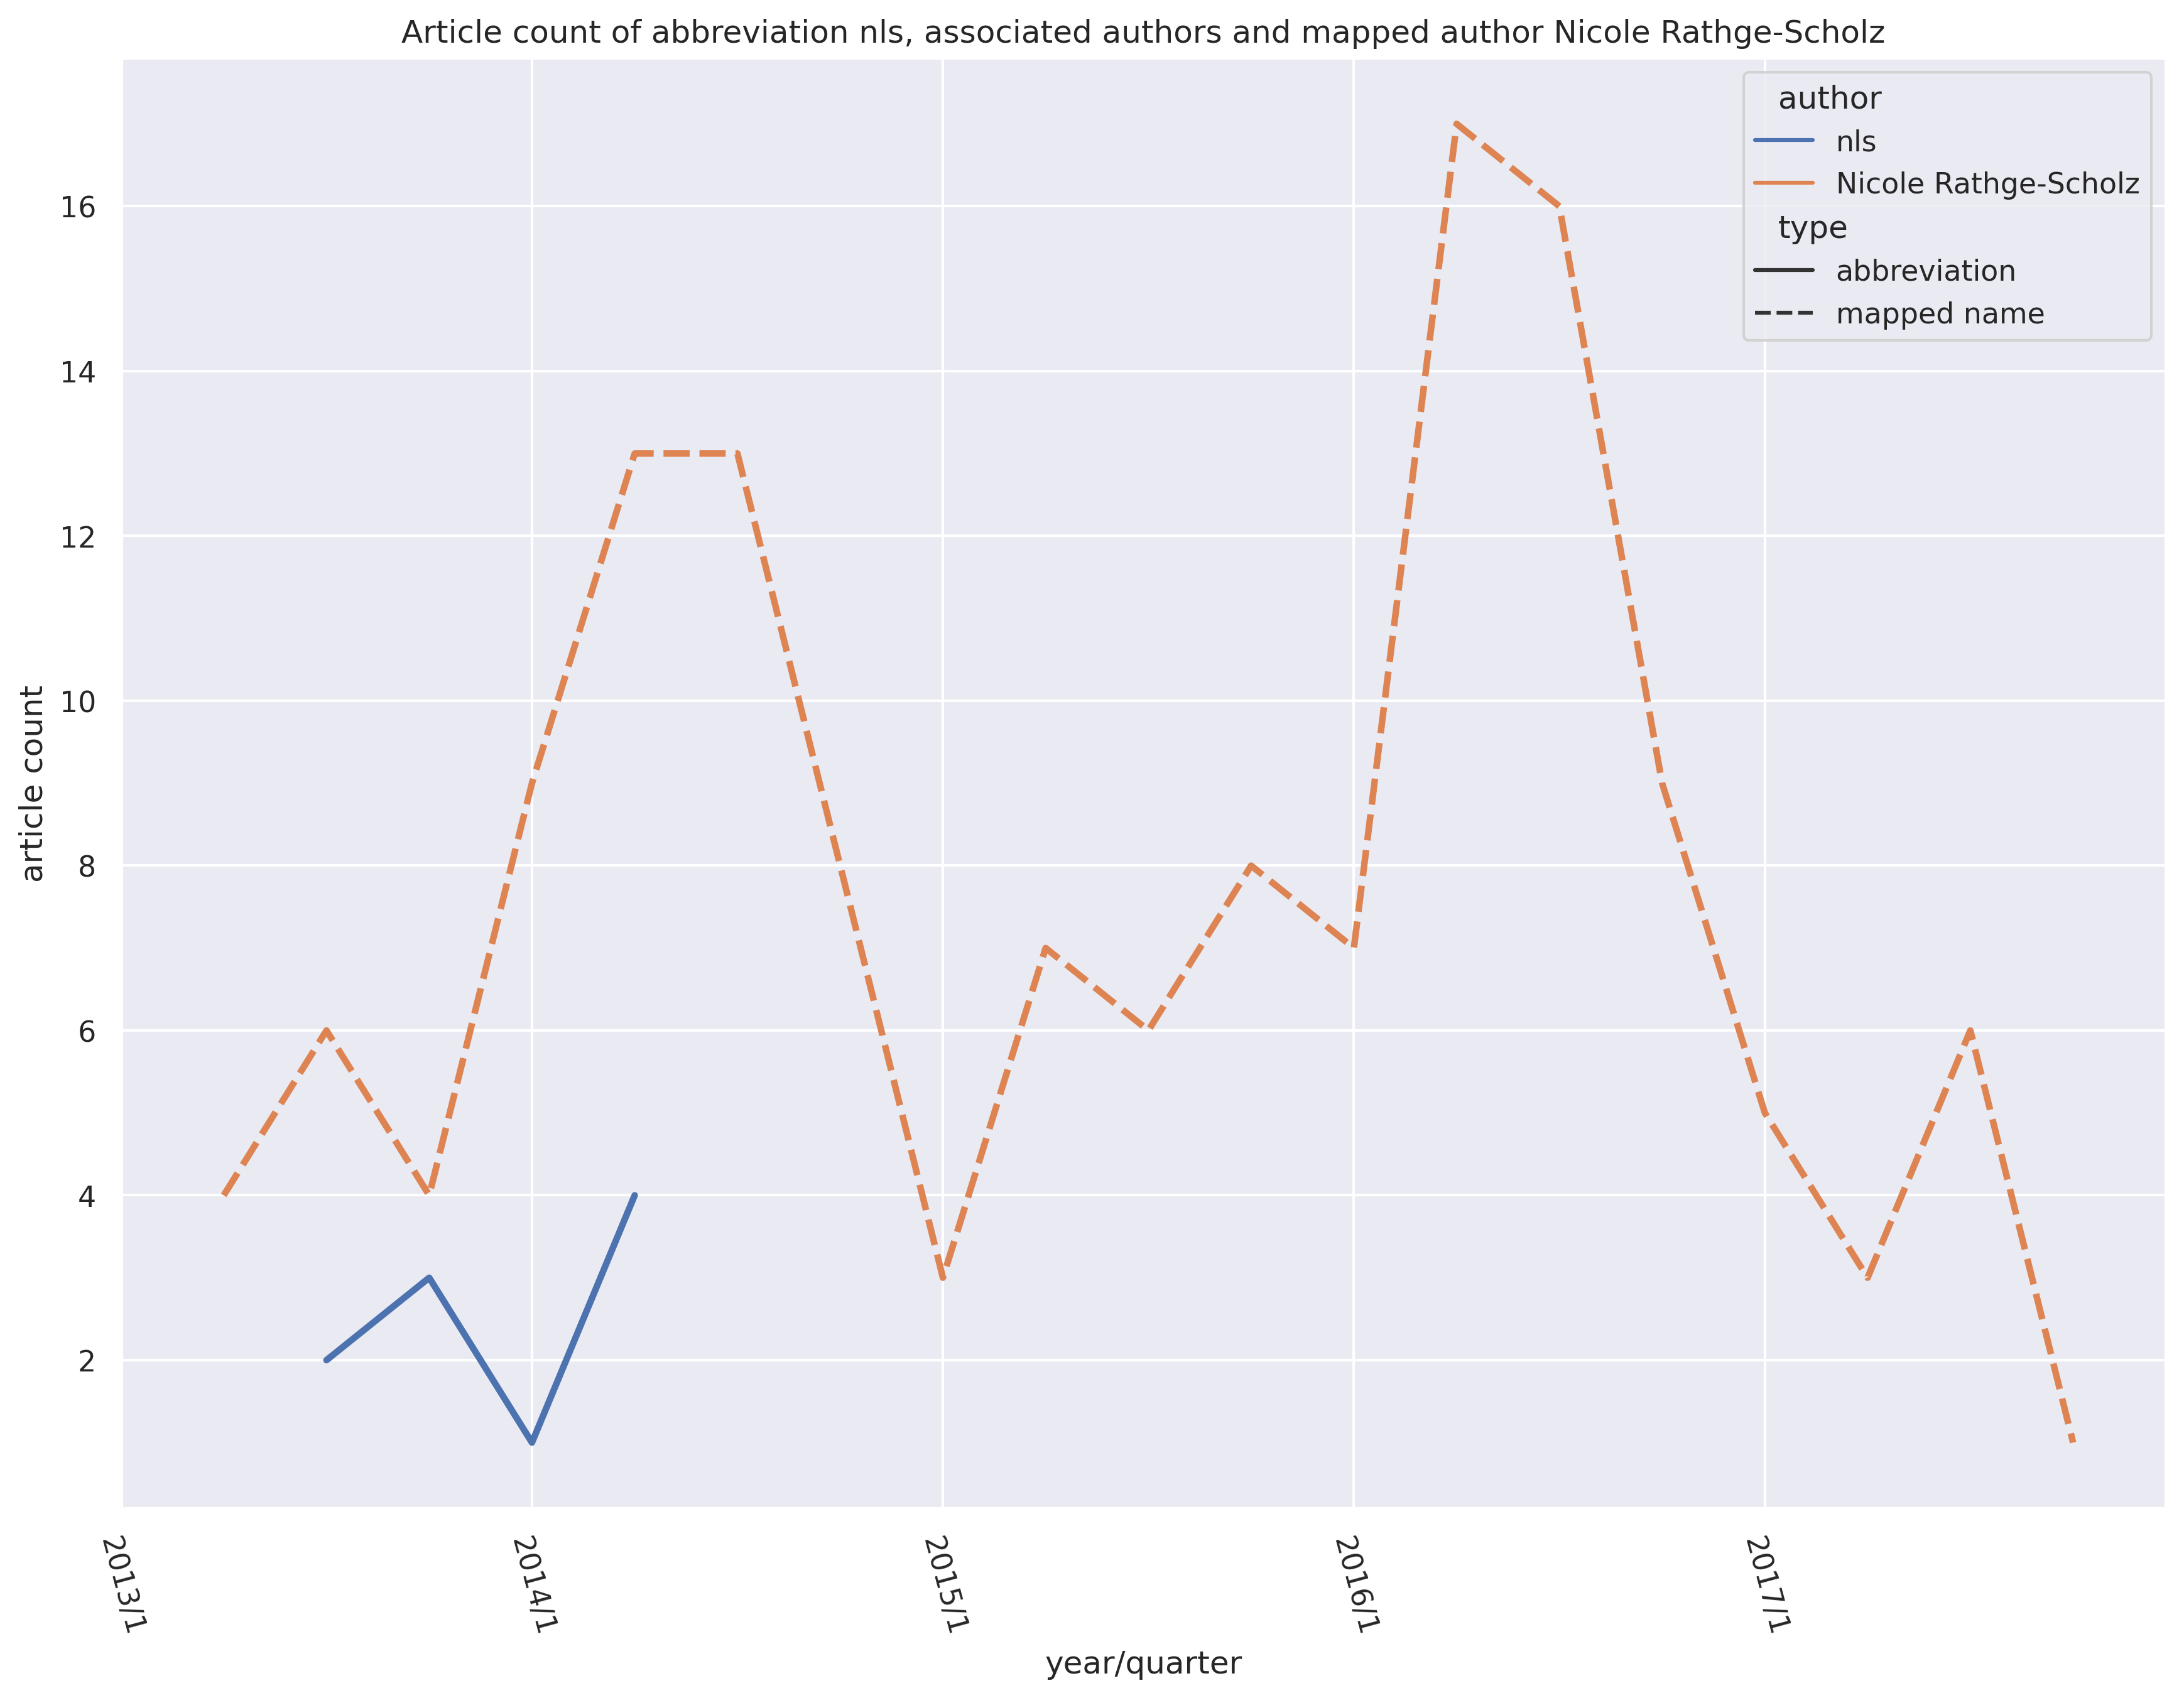 Article count of abbreviation nls, associated authors and mapped author Nicole Rathge-Scholz
author
nls
Nicole Rathge-Scholz
type
abbreviation
mapped name
article count
16
14
12
10
8
6
4
2
2013/1
2014/1
2015/1
2016/1
2017/1
year/quarter